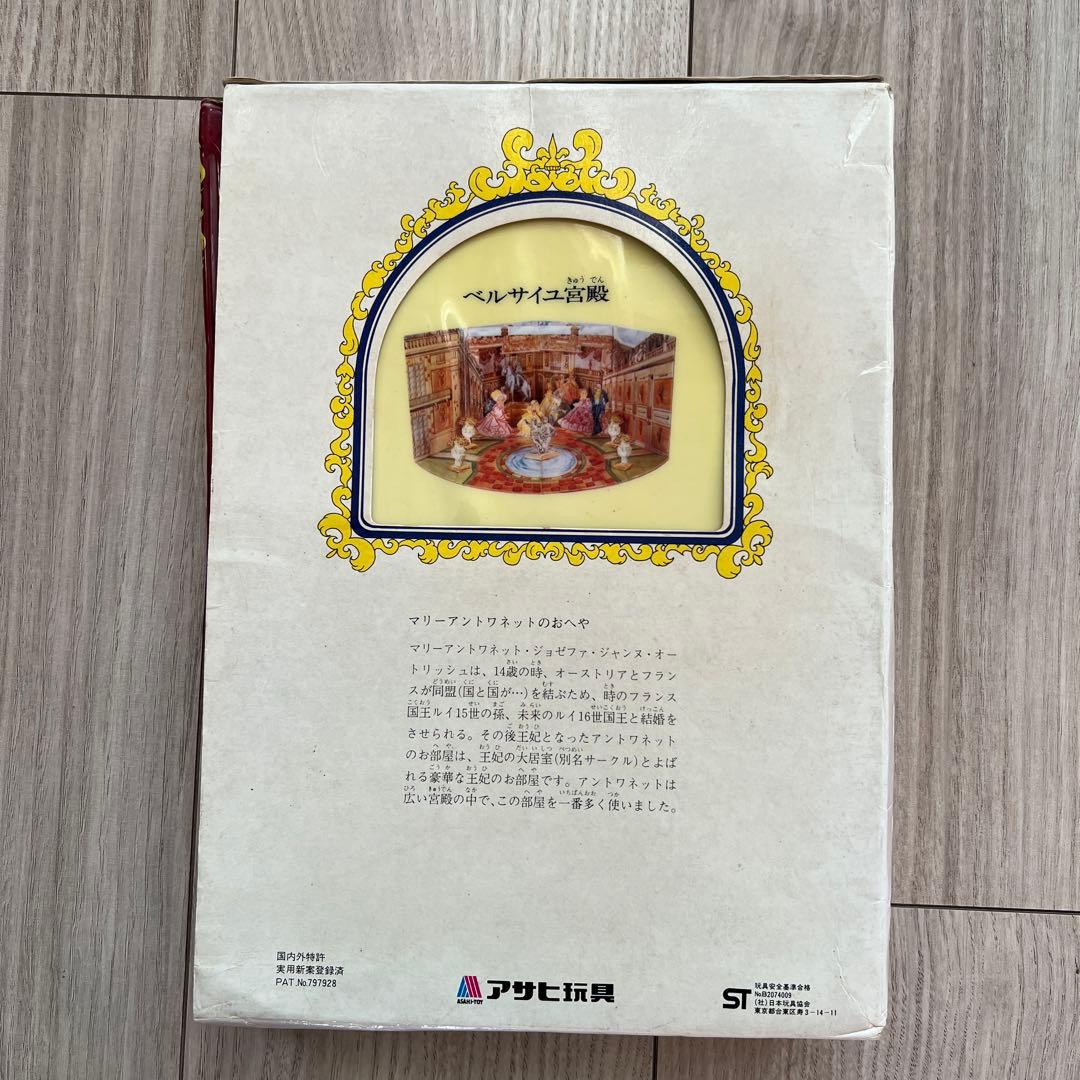 ベルサイユ宮殿
マリーアントワネットのおへや
マリーアントワネット・ジョゼファ・ジャンヌ・オー
トリッシュは、14歳の時、オーストリアとフラン
スが同盟(国と国が…)を結ぶため、時のフランス
国王ルイ15世の孫、未来のルイ16世国王と結婚を
させられる。その後王妃となったアントワネット
のお部屋は、王妃の大居室(別名サークル)とよば
れる豪華な王妃のお部屋です。アントワネットは
広い宮殿の中で、この部屋を一番多く使いました。
国内外特許
実用新案登録済
PAT.No.797928
ASAHI-TOY
アサヒ玩具
ST
玩具安全基準合格
No.B2074009
(社)日本玩具協会
東京都台東区寿3-14-11